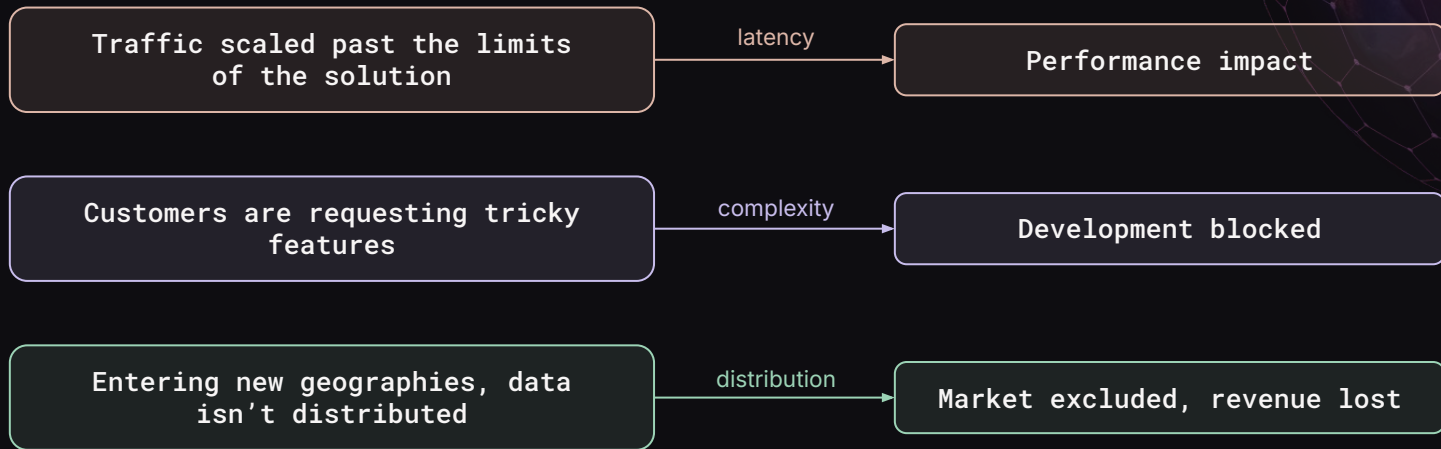 Traffic scaled past the limits
of the solution
latency
Performance impact
Customers are requesting tricky
features
complexity
Development blocked
Entering new geographies, data
isn’t distributed
distribution
Market excluded, revenue lost